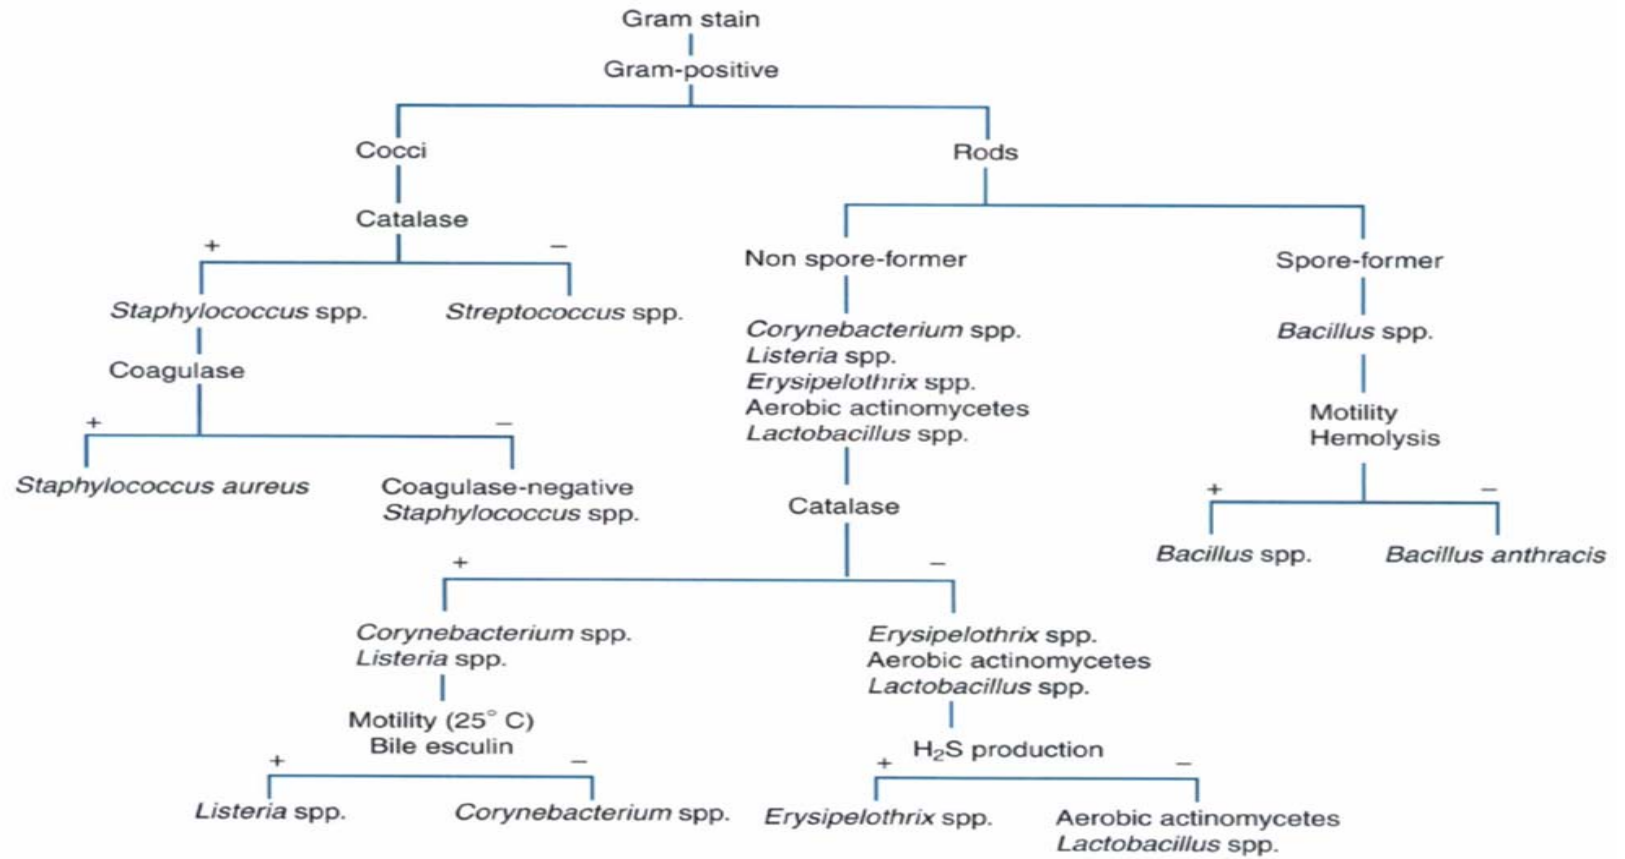 Gram stain
Gram-positive
Cocci
Rods
Catalase
+
−
Non spore-former
Spore-former
Staphylococcus spp.
Streptococcus spp.
Corynebacterium spp.
Listeria spp.
Erysipelothrix spp.
Aerobic actinomycetes
Lactobacillus spp.
Bacillus spp.
Coagulase
+
−
Motility
Hemolysis
Staphylococcus aureus
Coagulase-negative
Staphylococcus spp.
Catalase
+
−
Bacillus spp.
Bacillus anthracis
+
−
Corynebacterium spp.
Listeria spp.
Erysipelothrix spp.
Aerobic actinomycetes
Lactobacillus spp.
Motility (25° C)
Bile esculin
+
−
H₂S production
+
−
Listeria spp.
Corynebacterium spp.
Erysipelothrix spp.
Aerobic actinomycetes
Lactobacillus spp.